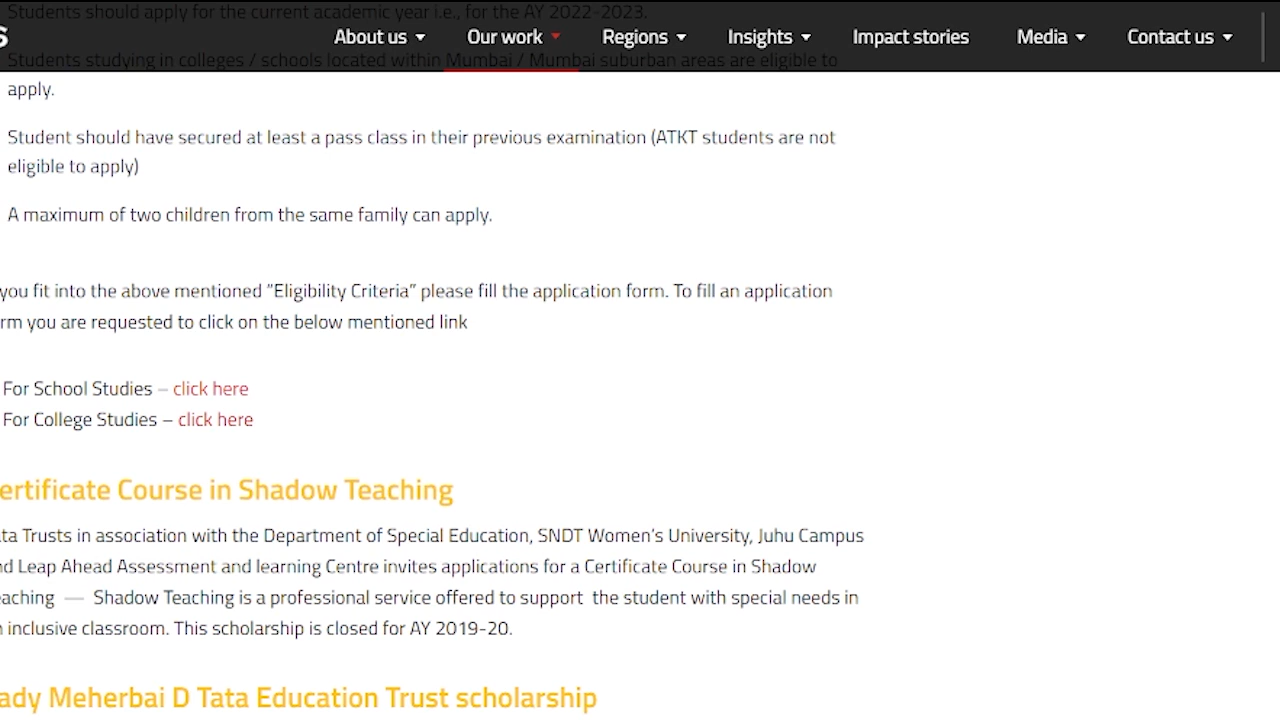 Students should apply for the current academic year i.e., for the AY 2022-2023.
S
About us Our work Regions Insights Impact stories Media Contact us
Students studying in colleges / schools located within Mumbai / Mumbai suburban areas are eligible to
apply.
Student should have secured at least a pass class in their previous examination (ATKT students are not
eligible to apply)
A maximum of two children from the same family can apply.
you fit into the above mentioned “Eligibility Criteria” please fill the application form. To fill an application
rm you are requested to click on the below mentioned link
For School Studies – click here
For College Studies – click here
ertificate Course in Shadow Teaching
ta Trusts in association with the Department of Special Education, SNDT Women’s University, Juhu Campus
nd Leap Ahead Assessment and learning Centre invites applications for a Certificate Course in Shadow
eaching — Shadow Teaching is a professional service offered to support the student with special needs in
n inclusive classroom. This scholarship is closed for AY 2019-20.
ady Meherbai D Tata Education Trust scholarship